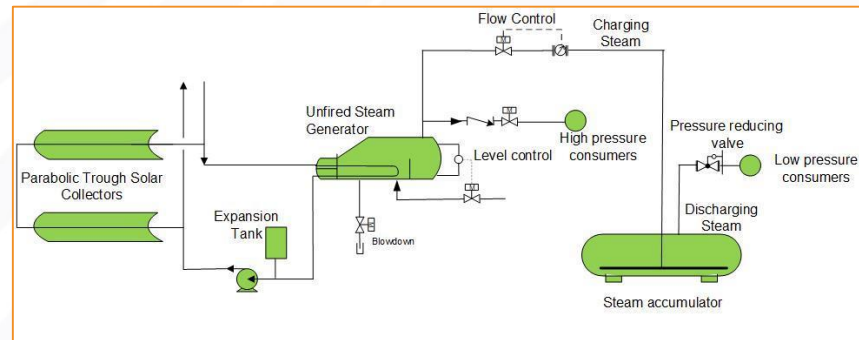 Flow Control
M
Charging
Steam
Unfired Steam
Generator
M
High pressure
consumers
Pressure reducing
valve
Low pressure
consumers
Level control
M
Parabolic Trough Solar
Collectors
Expansion
Tank
Blowdown
Discharging
Steam
Steam accumulator